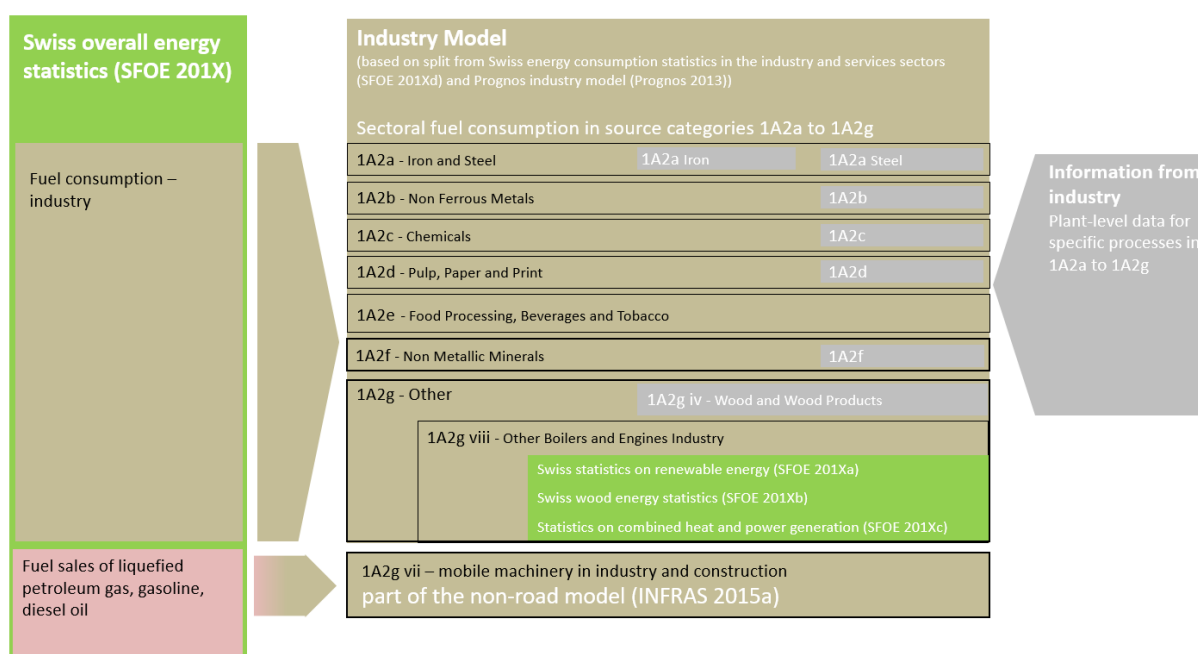 Swiss overall energy
statistics (SFOE 201X)
Fuel consumption –
industry
Fuel sales of liquefied
petroleum gas, gasoline,
diesel oil
Industry Model
(based on split from Swiss energy consumption statistics in the industry and services sectors
(SFOE 201Xd) and Prognos industry model (Prognos 2013))
Sectoral fuel consumption in source categories 1A2a to 1A2g
1A2a - Iron and Steel 1A2a Iron 1A2a Steel
1A2b - Non Ferrous Metals 1A2b
1A2c - Chemicals 1A2c
1A2d - Pulp, Paper and Print 1A2d
1A2e - Food Processing, Beverages and Tobacco
1A2f - Non Metallic Minerals 1A2f
1A2g - Other 1A2g iv - Wood and Wood Products
1A2g viii - Other Boilers and Engines Industry
Swiss statistics on renewable energy (SFOE 201Xa)
Swiss wood energy statistics (SFOE 201Xb)
Statistics on combined heat and power generation (SFOE 201Xc)
1A2g vii – mobile machinery in industry and construction
part of the non-road model (INFRAS 2015a)
Information from
industry
Plant-level data for
specific processes in
1A2a to 1A2g